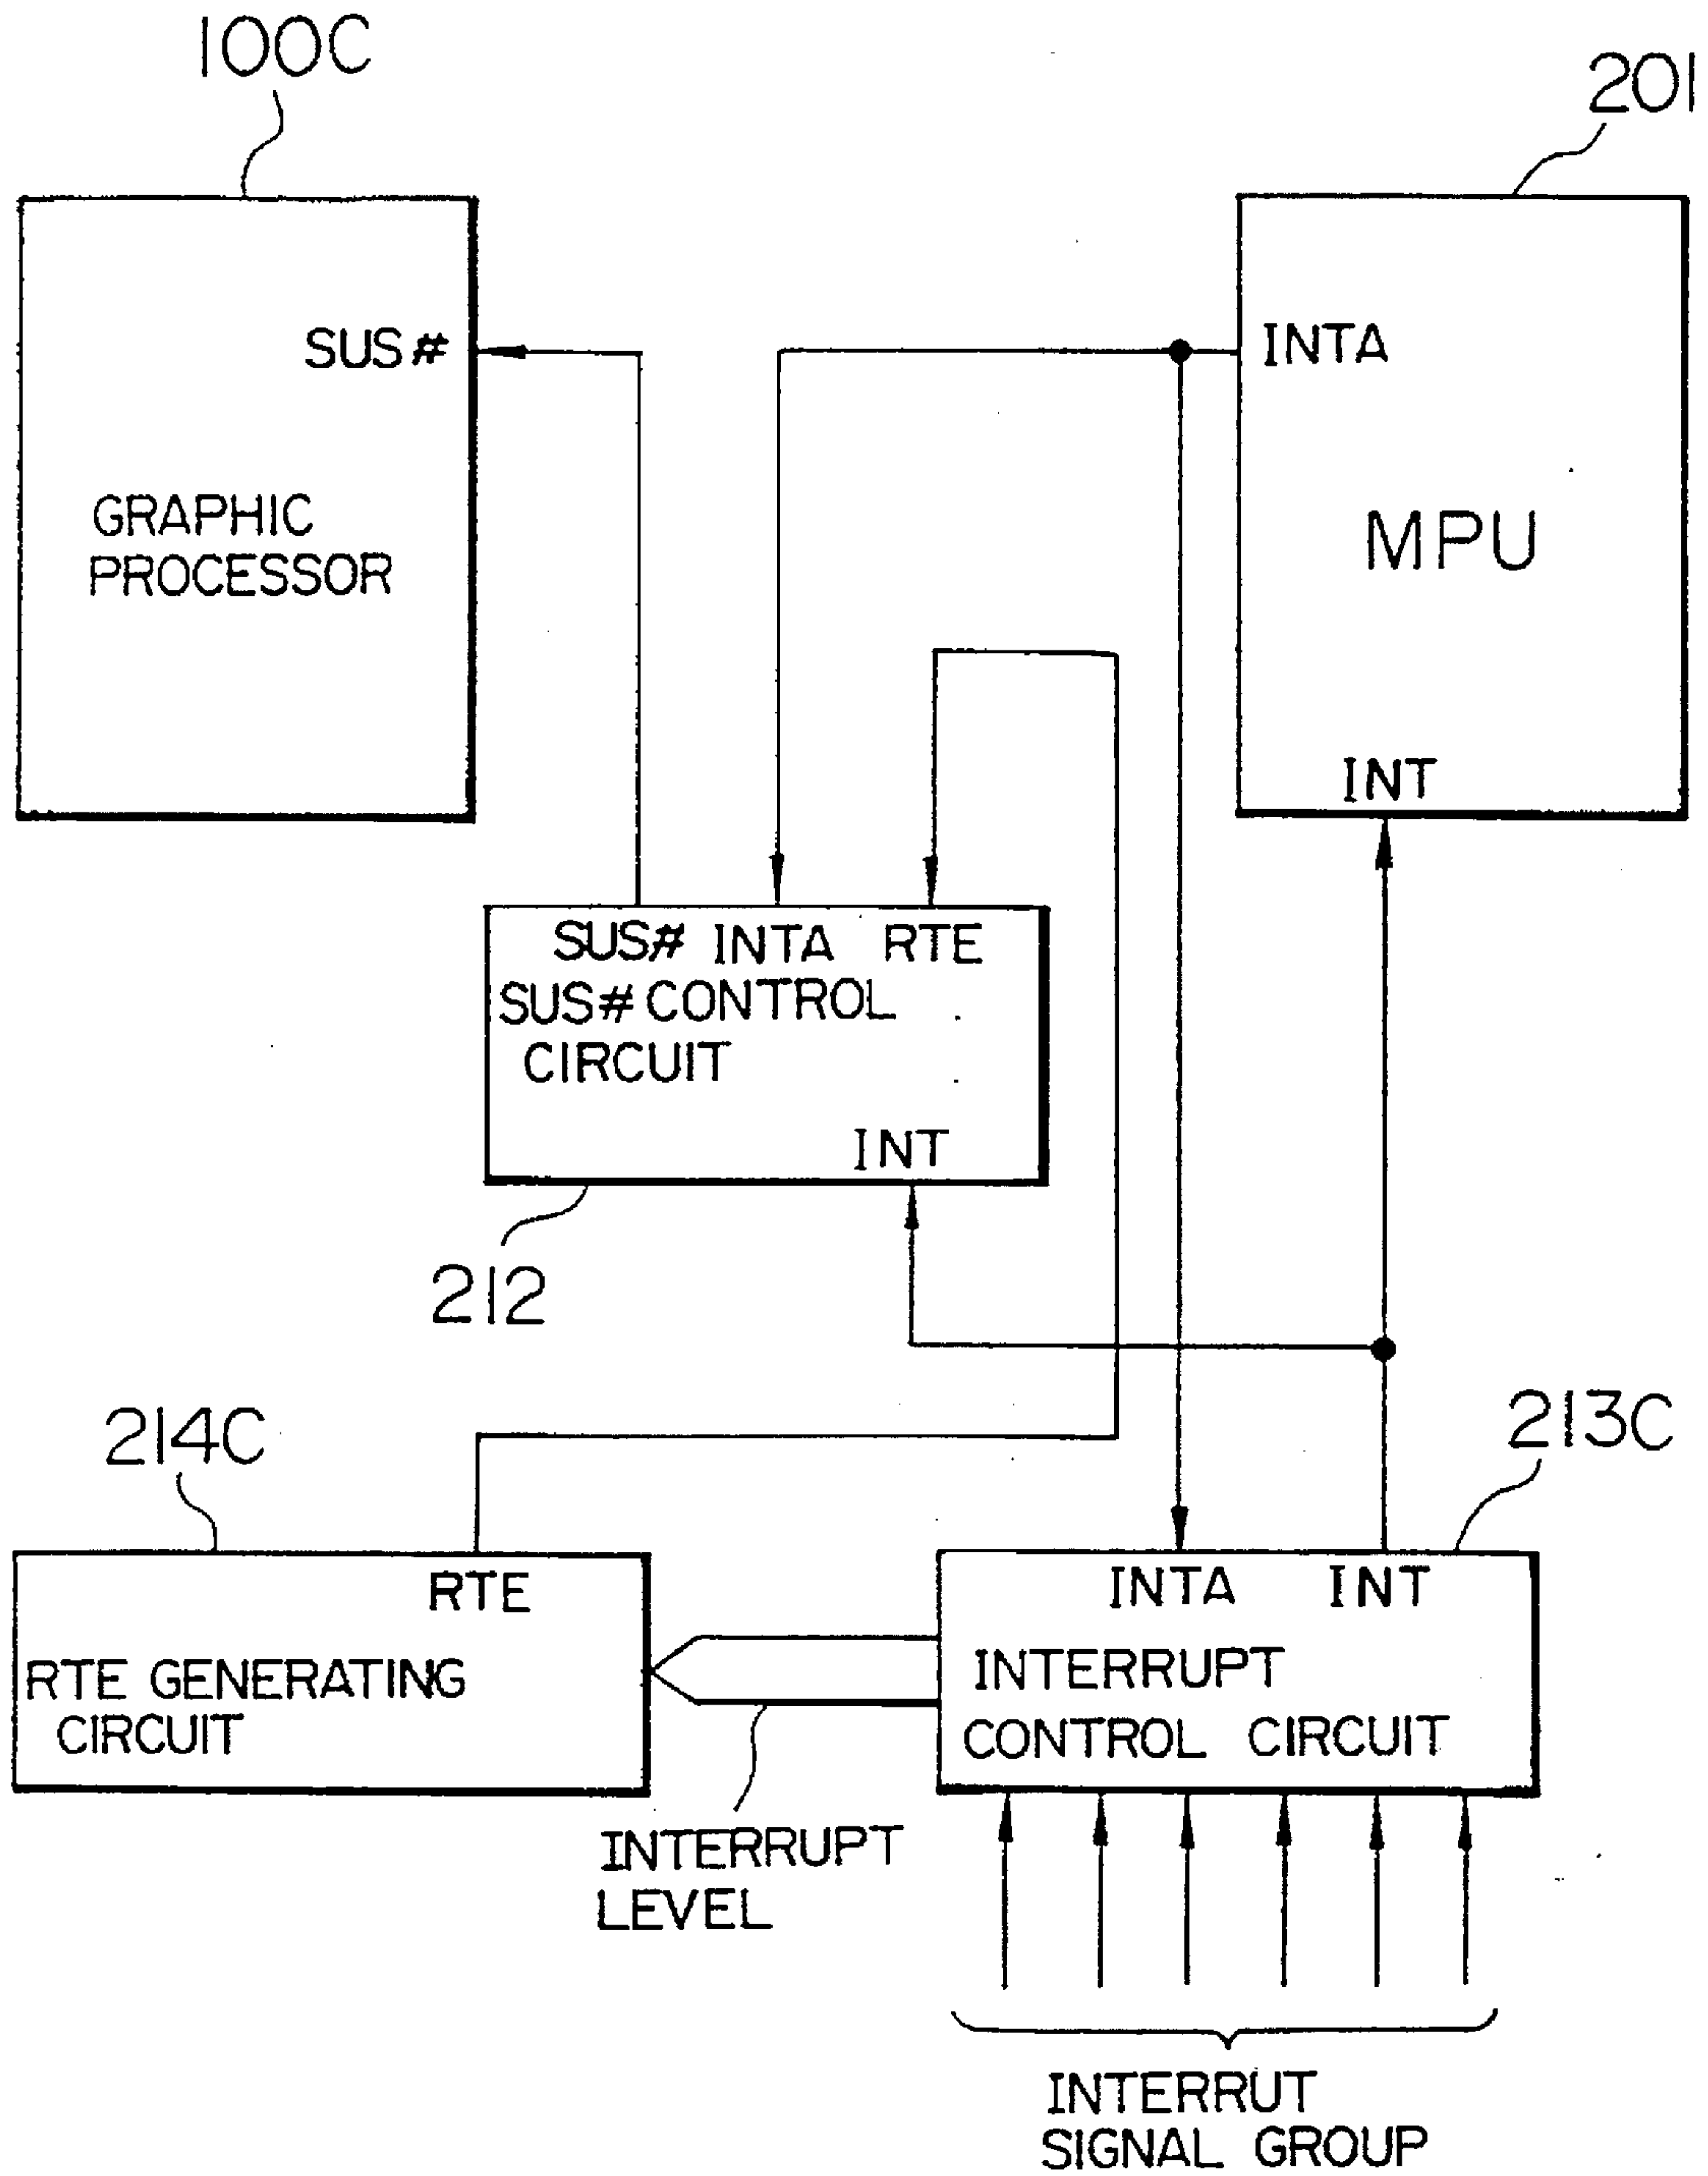 100C
201
SUS#
INTA
GRAPHIC
PROCESSOR
MPU
INT
SUS# INTA RTE
SUS# CONTROL
CIRCUIT
INT
212
214C
213C
RTE
RTE GENERATING
CIRCUIT
INTA INT
INTERRUPT
CONTROL CIRCUIT
INTERRUPT
LEVEL
INTERRUT
SIGNAL GROUP